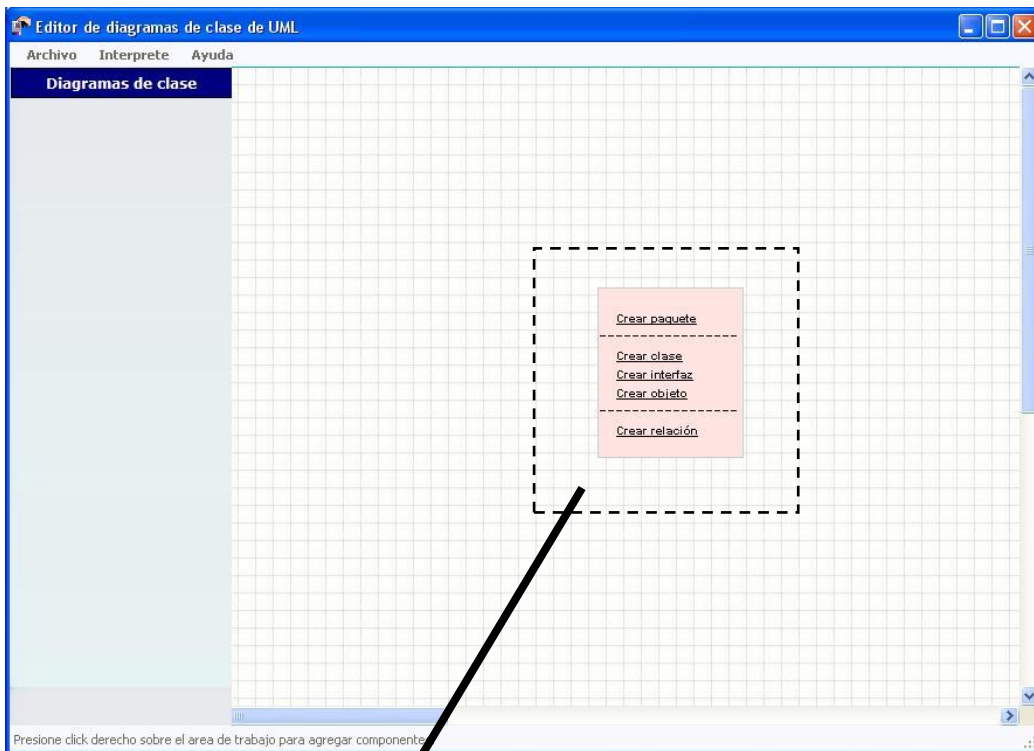 Editor de diagramas de clase de UML
Archivo Interprete Ayuda
Diagramas de clase
Crear paquete
Crear clase
Crear interfaz
Crear objeto
Crear relación
Presione click derecho sobre el area de trabajo para agregar componente